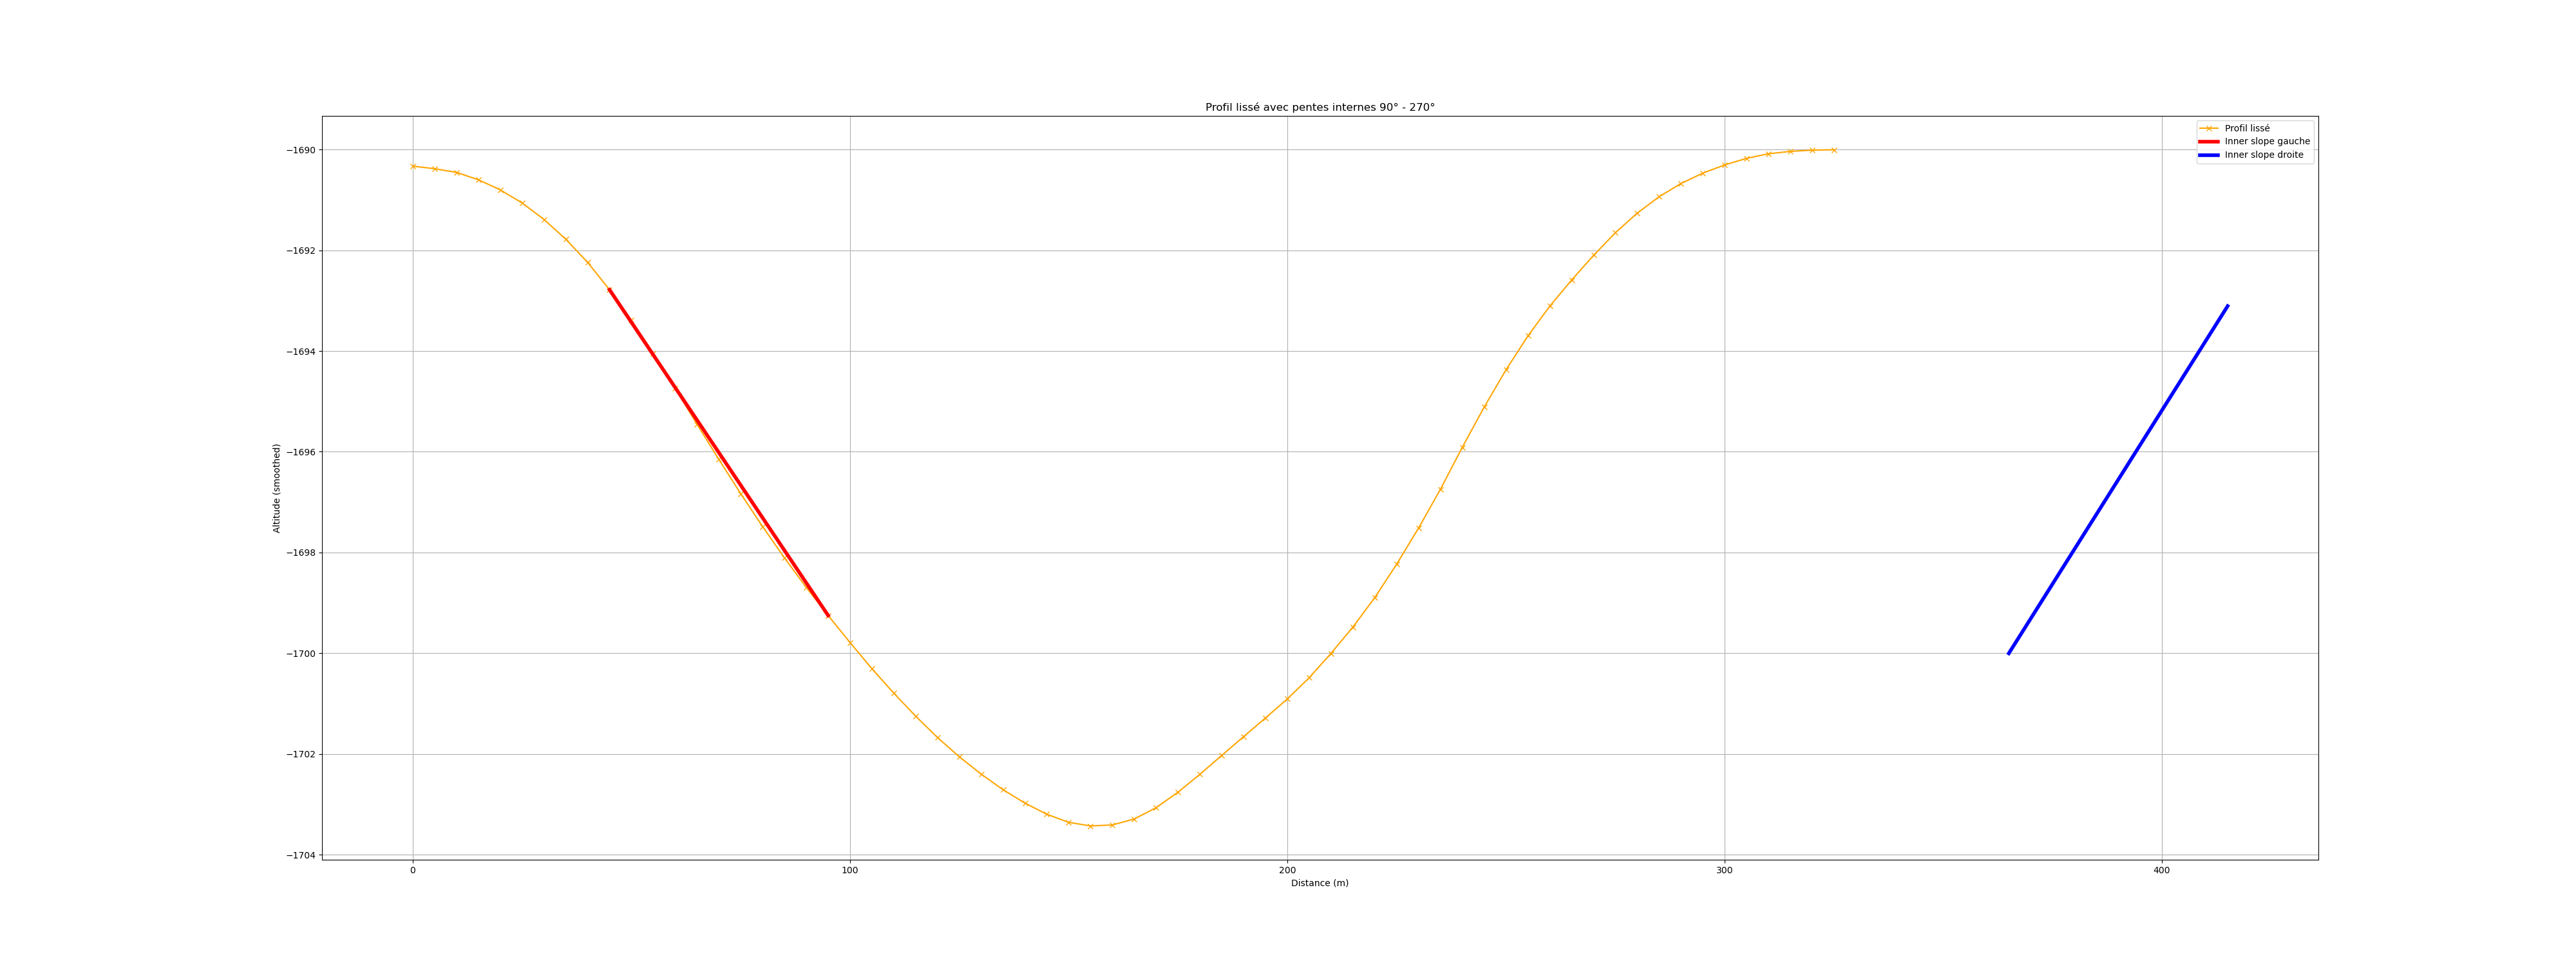 Profil lissé avec pentes internes 90° - 270°
Profil lissé
Inner slope gauche
Inner slope droite
Altitude (smoothed)
−1690
−1692
−1694
−1696
−1698
−1700
−1702
−1704
0
100
200
300
400
Distance (m)